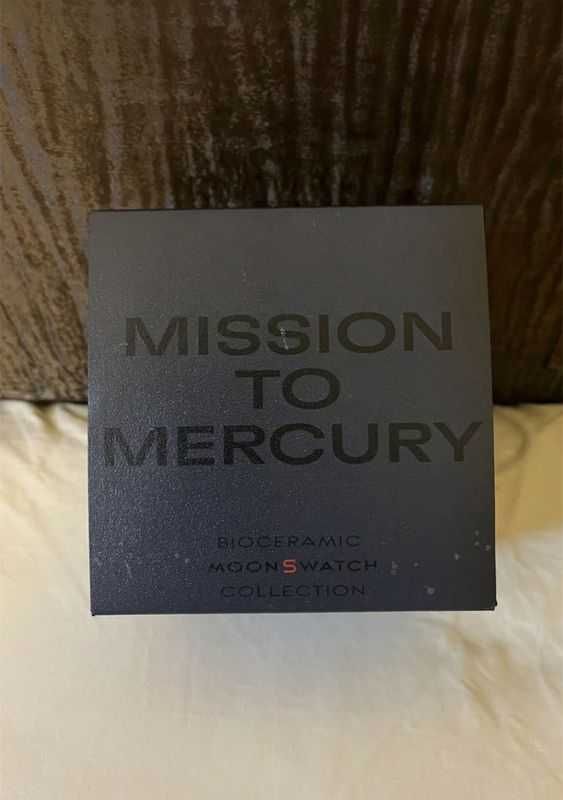 MISSION
TO
MERCURY
BIOCERAMIC
MOONSWATCH
COLLECTION